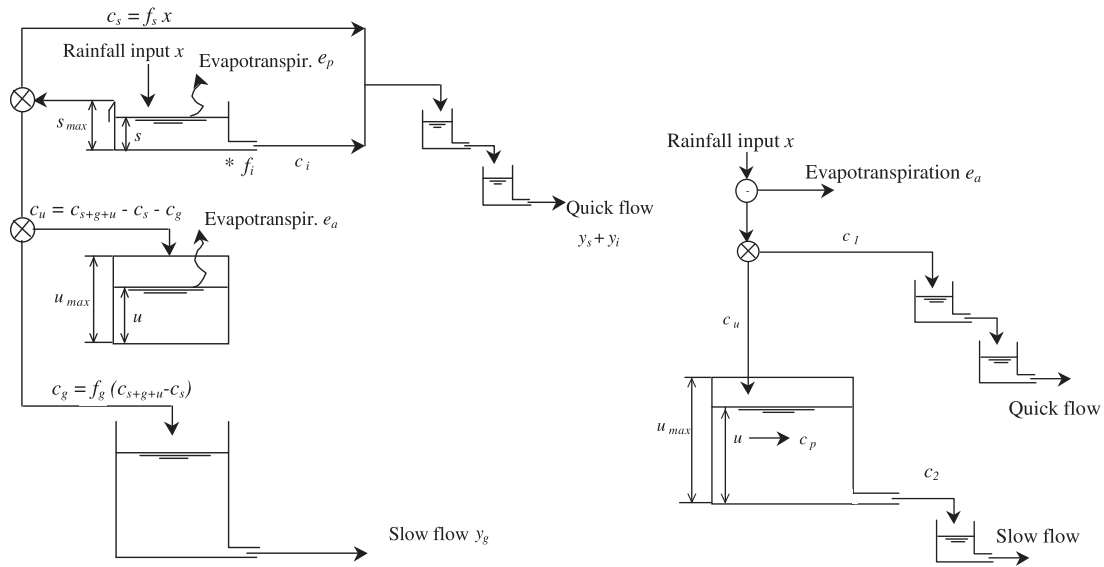 c_s = f_s x
Rainfall input x
Evapotranspir. e_p
s_max
s
* f_i
c_i
Quick flow
y_s + y_i
c_u = c_{s+g+u} - c_s - c_g
Evapotranspir. e_a
u_max
u
c_g = f_g (c_{s+g+u}-c_s)
Slow flow y_g
Rainfall input x
Evapotranspiration e_a
-
c_1
c_u
Quick flow
u_max
u
c_p
c_2
Slow flow